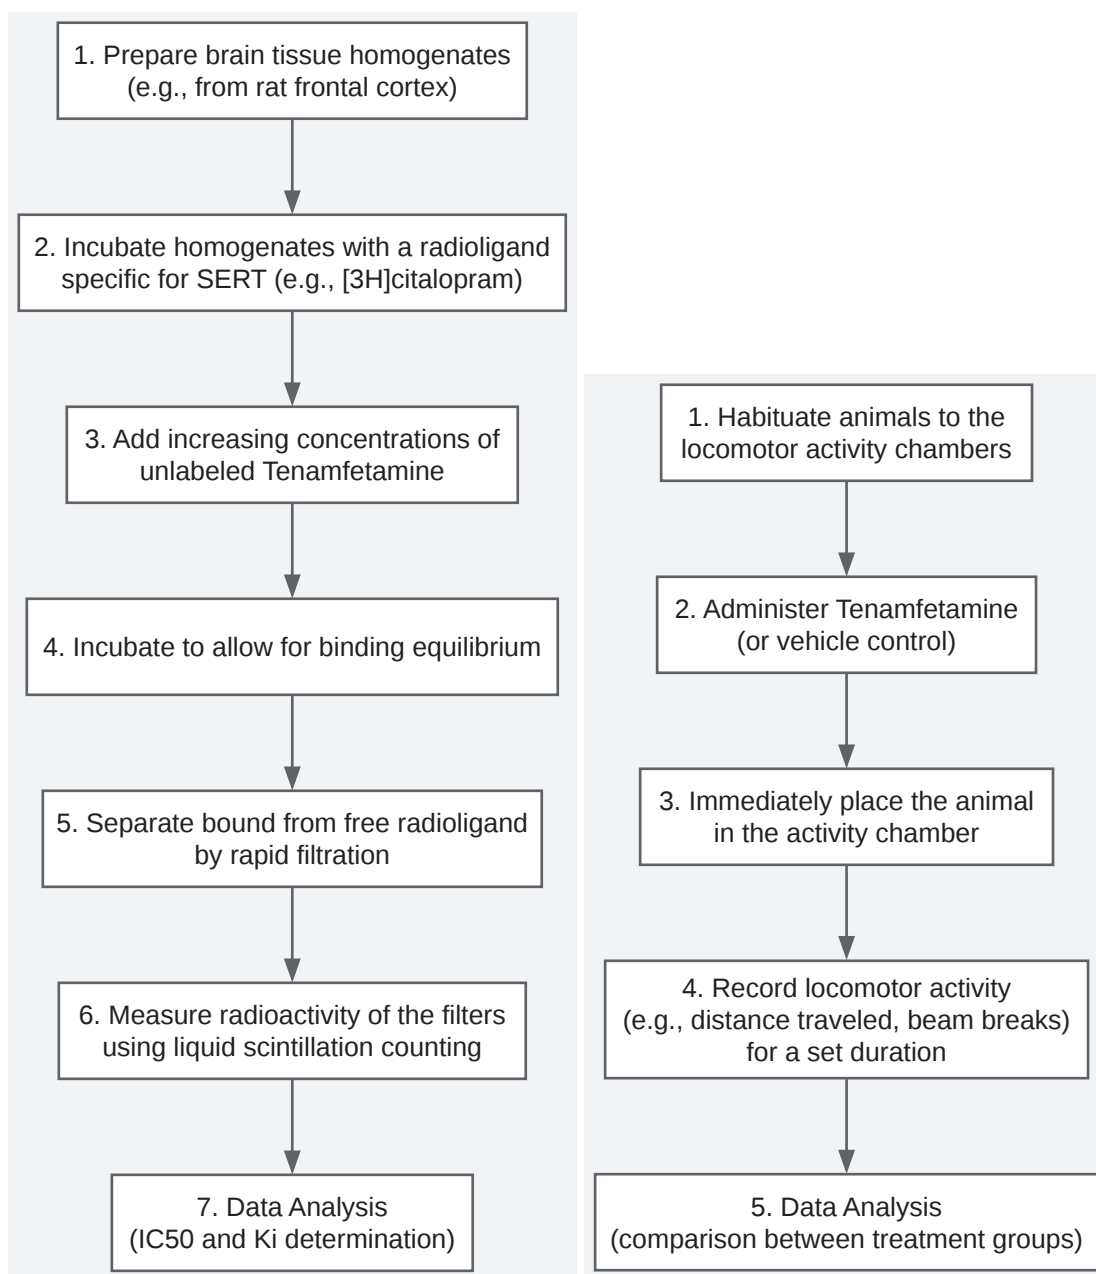 1. Prepare brain tissue homogenates
(e.g., from rat frontal cortex)
2. Incubate homogenates with a radioligand
specific for SERT (e.g., [3H]citalopram)
3. Add increasing concentrations of
unlabeled Tenamfetamine
4. Incubate to allow for binding equilibrium
5. Separate bound from free radioligand
by rapid filtration
6. Measure radioactivity of the filters
using liquid scintillation counting
7. Data Analysis
(IC50 and Ki determination)
1. Habituate animals to the
locomotor activity chambers
2. Administer Tenamfetamine
(or vehicle control)
3. Immediately place the animal
in the activity chamber
4. Record locomotor activity
(e.g., distance traveled, beam breaks)
for a set duration
5. Data Analysis
(comparison between treatment groups)